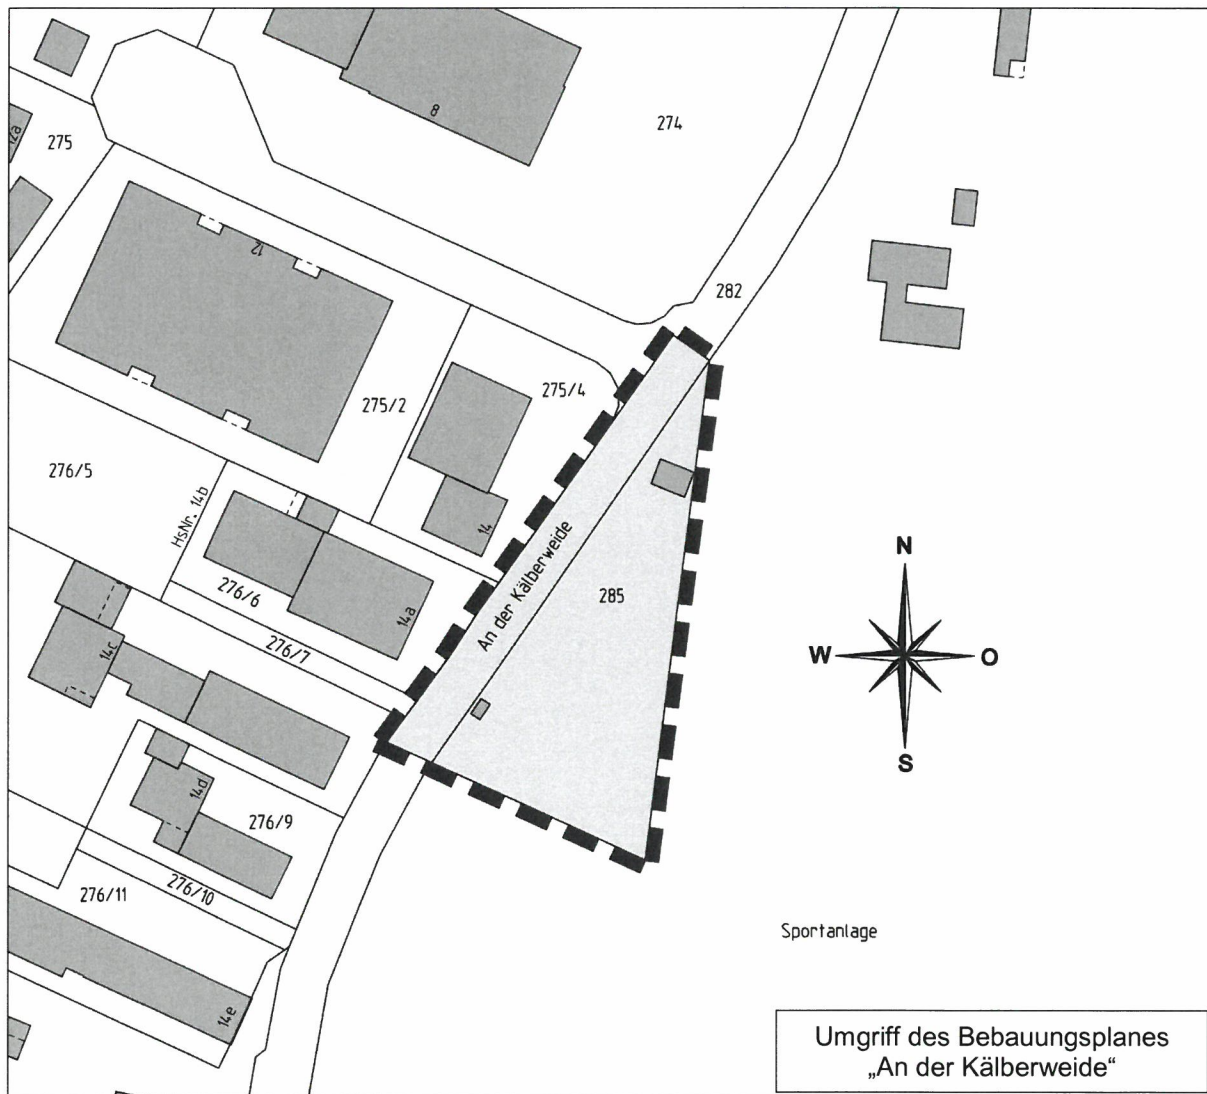 8
274
12a
275
12
282
275/4
275/2
276/5
HsNr. 14b
14
An der Kälberweide
285
276/6
14a
276/7
14c
N
W
O
S
14d
276/9
276/10
276/11
14e
Sportanlage
Umgriff des Bebauungsplanes
„An der Kälberweide“